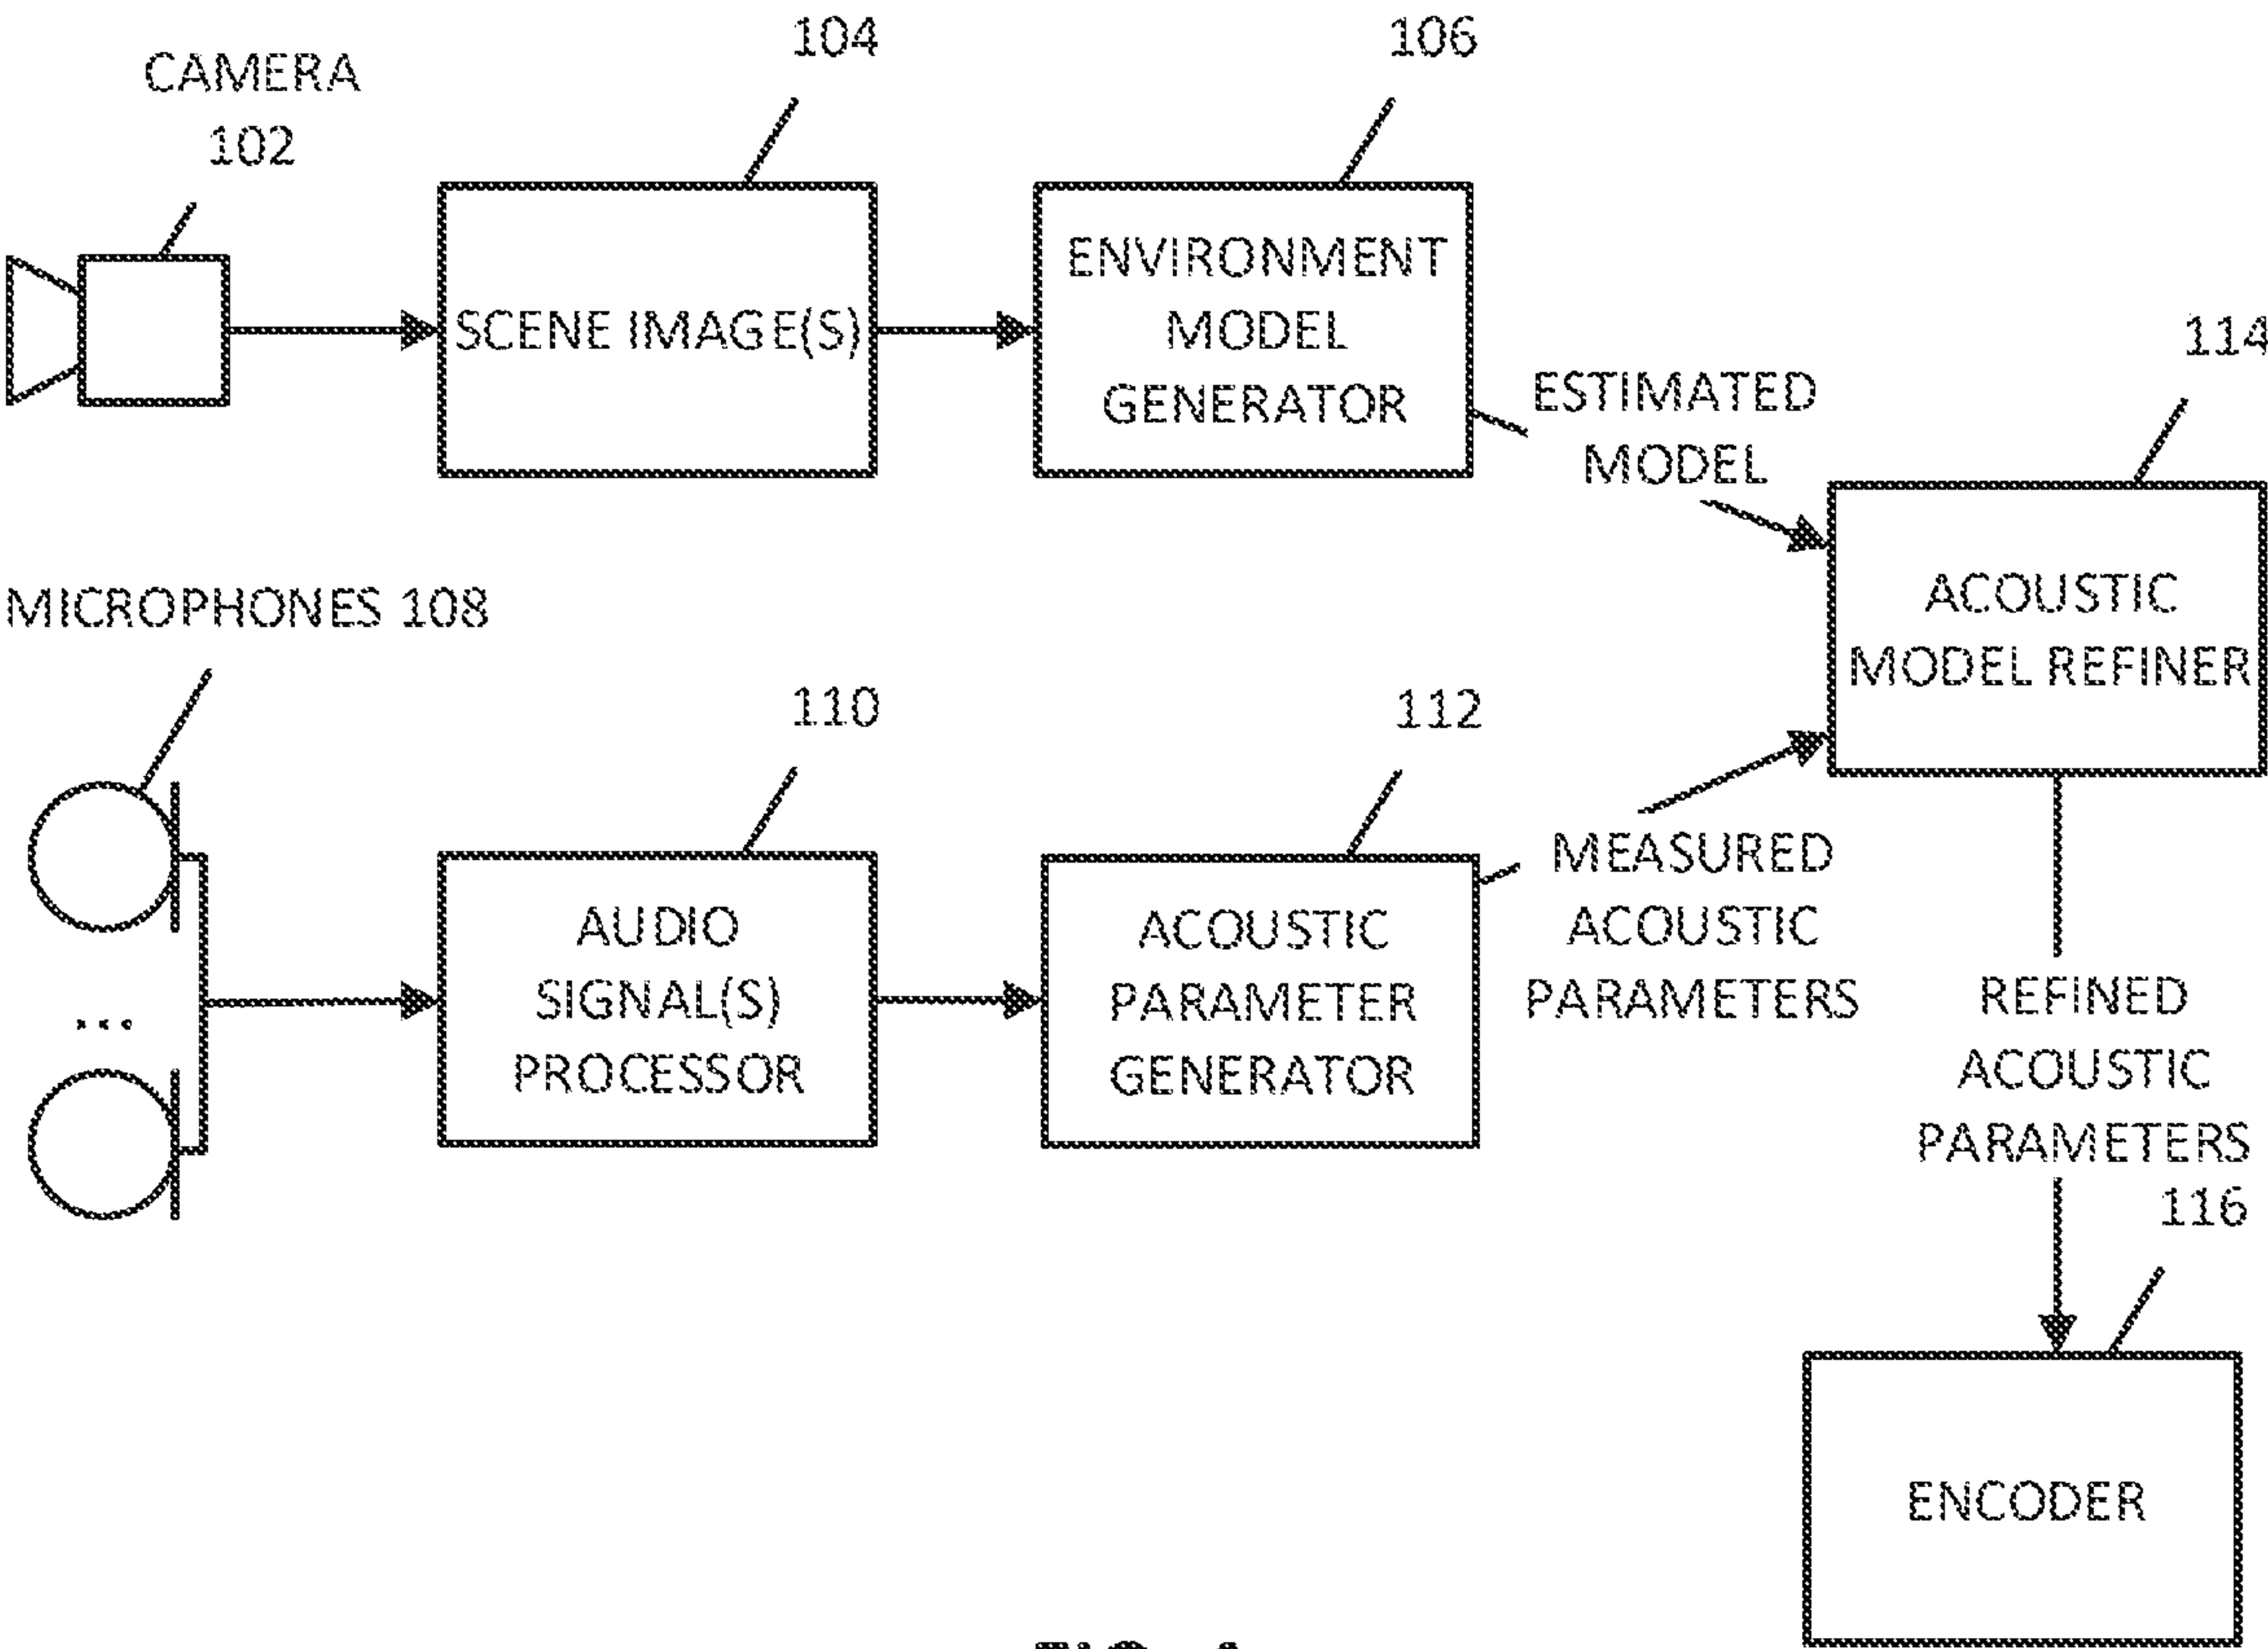 104
106
CAMERA
102
ENVIRONMENT
MODEL
GENERATOR
SCENE IMAGE(S)
114
ESTIMATED
MODEL
ACOUSTIC
MODEL REFINER
MICROPHONES 108
110
112
MEASURED
ACOUSTIC
PARAMETERS
AUDIO
SIGNAL(S)
PROCESSOR
ACOUSTIC
PARAMETER
GENERATOR
...
REFINED
ACOUSTIC
PARAMETERS
116
ENCODER